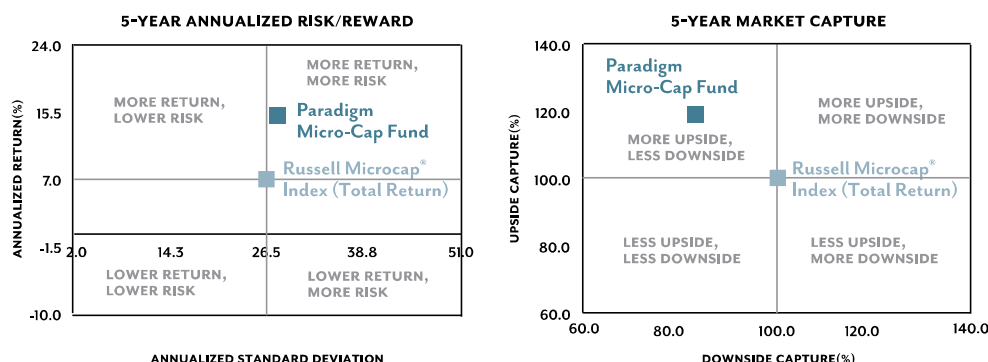 5-YEAR ANNUALIZED RISK/REWARD
24.0
15.5
7.0
-1.5
-10.0
ANNUALIZED RETURN(%)
MORE RETURN,
LOWER RISK
MORE RETURN,
MORE RISK
Paradigm
Micro-Cap Fund
Russell Microcap®
Index (Total Return)
2.0
14.3
26.5
38.8
51.0
LOWER RETURN,
LOWER RISK
LOWER RETURN,
MORE RISK
ANNUALIZED STANDARD DEVIATION
5-YEAR MARKET CAPTURE
140.0
120.0
100.0
80.0
60.0
UPSIDE CAPTURE(%)
Paradigm
Micro-Cap Fund
MORE UPSIDE,
LESS DOWNSIDE
MORE UPSIDE,
MORE DOWNSIDE
Russell Microcap®
Index (Total Return)
LESS UPSIDE,
LESS DOWNSIDE
LESS UPSIDE,
MORE DOWNSIDE
60.0
80.0
100.0
120.0
140.0
DOWNSIDE CAPTURE(%)